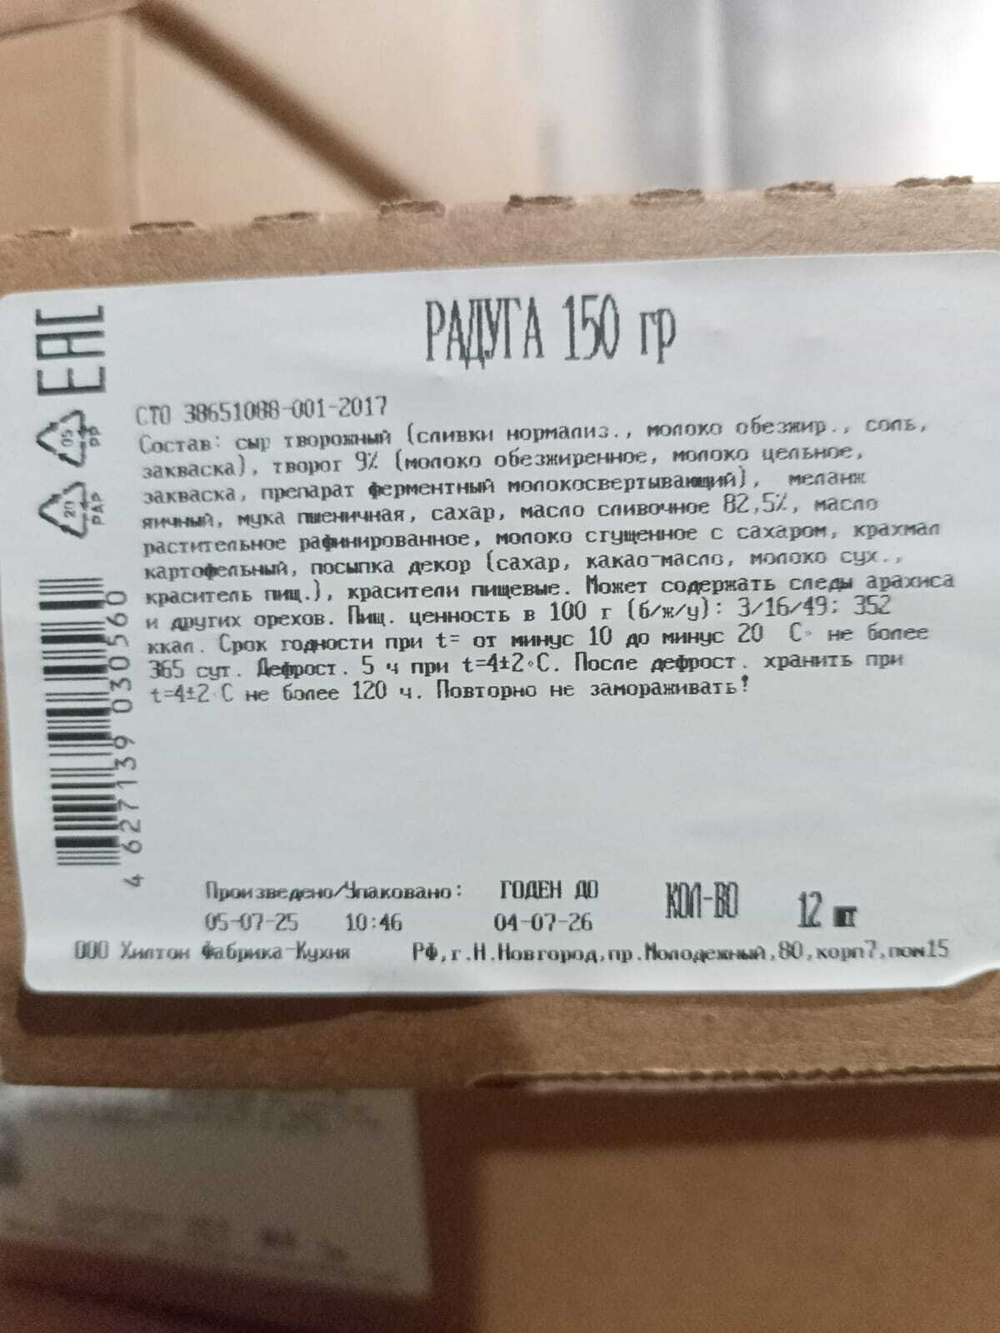 РАДУГА 150 гр
EAC
05
PP
20
PAP
СТО 38651088-001-2017
Состав: сыр творожный (сливки нормализ., молоко обезжир., соль,
закваска), творог 9% (молоко обезжиренное, молоко цельное,
закваска, препарат ферментный молокосвертывающий), меланж
яичный, мука пшеничная, сахар, масло сливочное 82,5%, масло
растительное рафинированное, молоко сгущенное с сахаром, крахмал
картофельный, посыпка декор (сахар, какао-масло, молоко сух.,
краситель пищ.), красители пищевые. Может содержать следы арахиса
и других орехов. Пищ. ценность в 100 г (б/ж/у): 3/16/49; 352
ккал. Срок годности при t= от минус 10 до минус 20 С° не более
365 сут. Дефрост. 5 ч при t=4±2°С. После дефрост. хранить при
t=4±2°С не более 120 ч. Повторно не замораживать!
4 627139 030560
Произведено/Упаковано: ГОДЕН ДО КОЛ-ВО 12 шт
05-07-25 10:46 04-07-26
ООО Хилтон Фабрика-Кухня РФ,г.Н.Новгород,пр.Молодежный,80,корп7,пом15